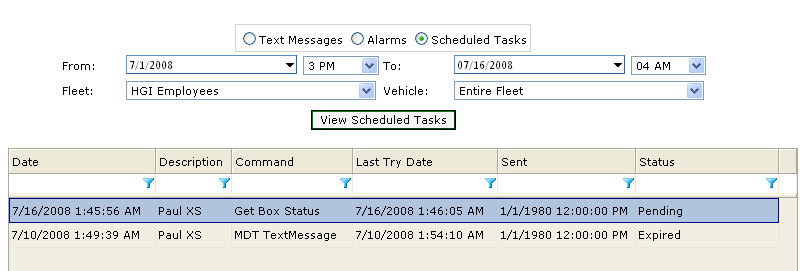 Text Messages Alarms Scheduled Tasks
From: 7/1/2008 3 PM To: 07/16/2008 04 AM
Fleet: HGI Employees Vehicle: Entire Fleet
View Scheduled Tasks
Date Description Command Last Try Date Sent Status
7/16/2008 1:45:56 AM Paul XS Get Box Status 7/16/2008 1:46:05 AM 1/1/1980 12:00:00 PM Pending
7/10/2008 1:49:39 AM Paul XS MDT TextMessage 7/10/2008 1:54:10 AM 1/1/1980 12:00:00 PM Expired